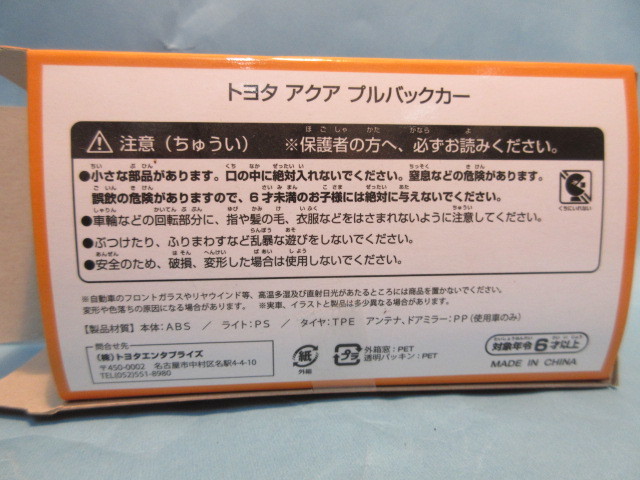 トヨタ アクア プルバックカー
注意（ちゅうい） ※保護者の方へ、必ずお読みください。
●小さな部品があります。口の中に絶対入れないでください。窒息などの危険があります。
誤飲の危険がありますので、6才未満のお子様には絶対に与えないでください。
●車輪などの回転部分に、指や髪の毛、衣服などをはさまれないように注意してください。
●ぶつけたり、ふりまわすなど乱暴な遊びをしないでください。
●安全のため、破損、変形した場合は使用しないでください。
くちにいれない
※自動車のフロントガラスやリヤウインド等、高温多湿及び直射日光があたるところには商品を置かないでください。
変形や色落ちの原因になる場合があります。 ※実車、イラストと製品は多少異なる場合があります。
【製品材質】本体：ABS ／ ライト：PS ／ タイヤ：TPE アンテナ、ドアミラー：PP（使用車のみ）
問合せ先
（株）トヨタエンタプライズ
〒450-0002 名古屋市中村区名駅4-4-10
TEL(052)551-8980
紙
外箱
プラ
外箱窓：PET
透明パッキン：PET
対象年令6才以上
MADE IN CHINA